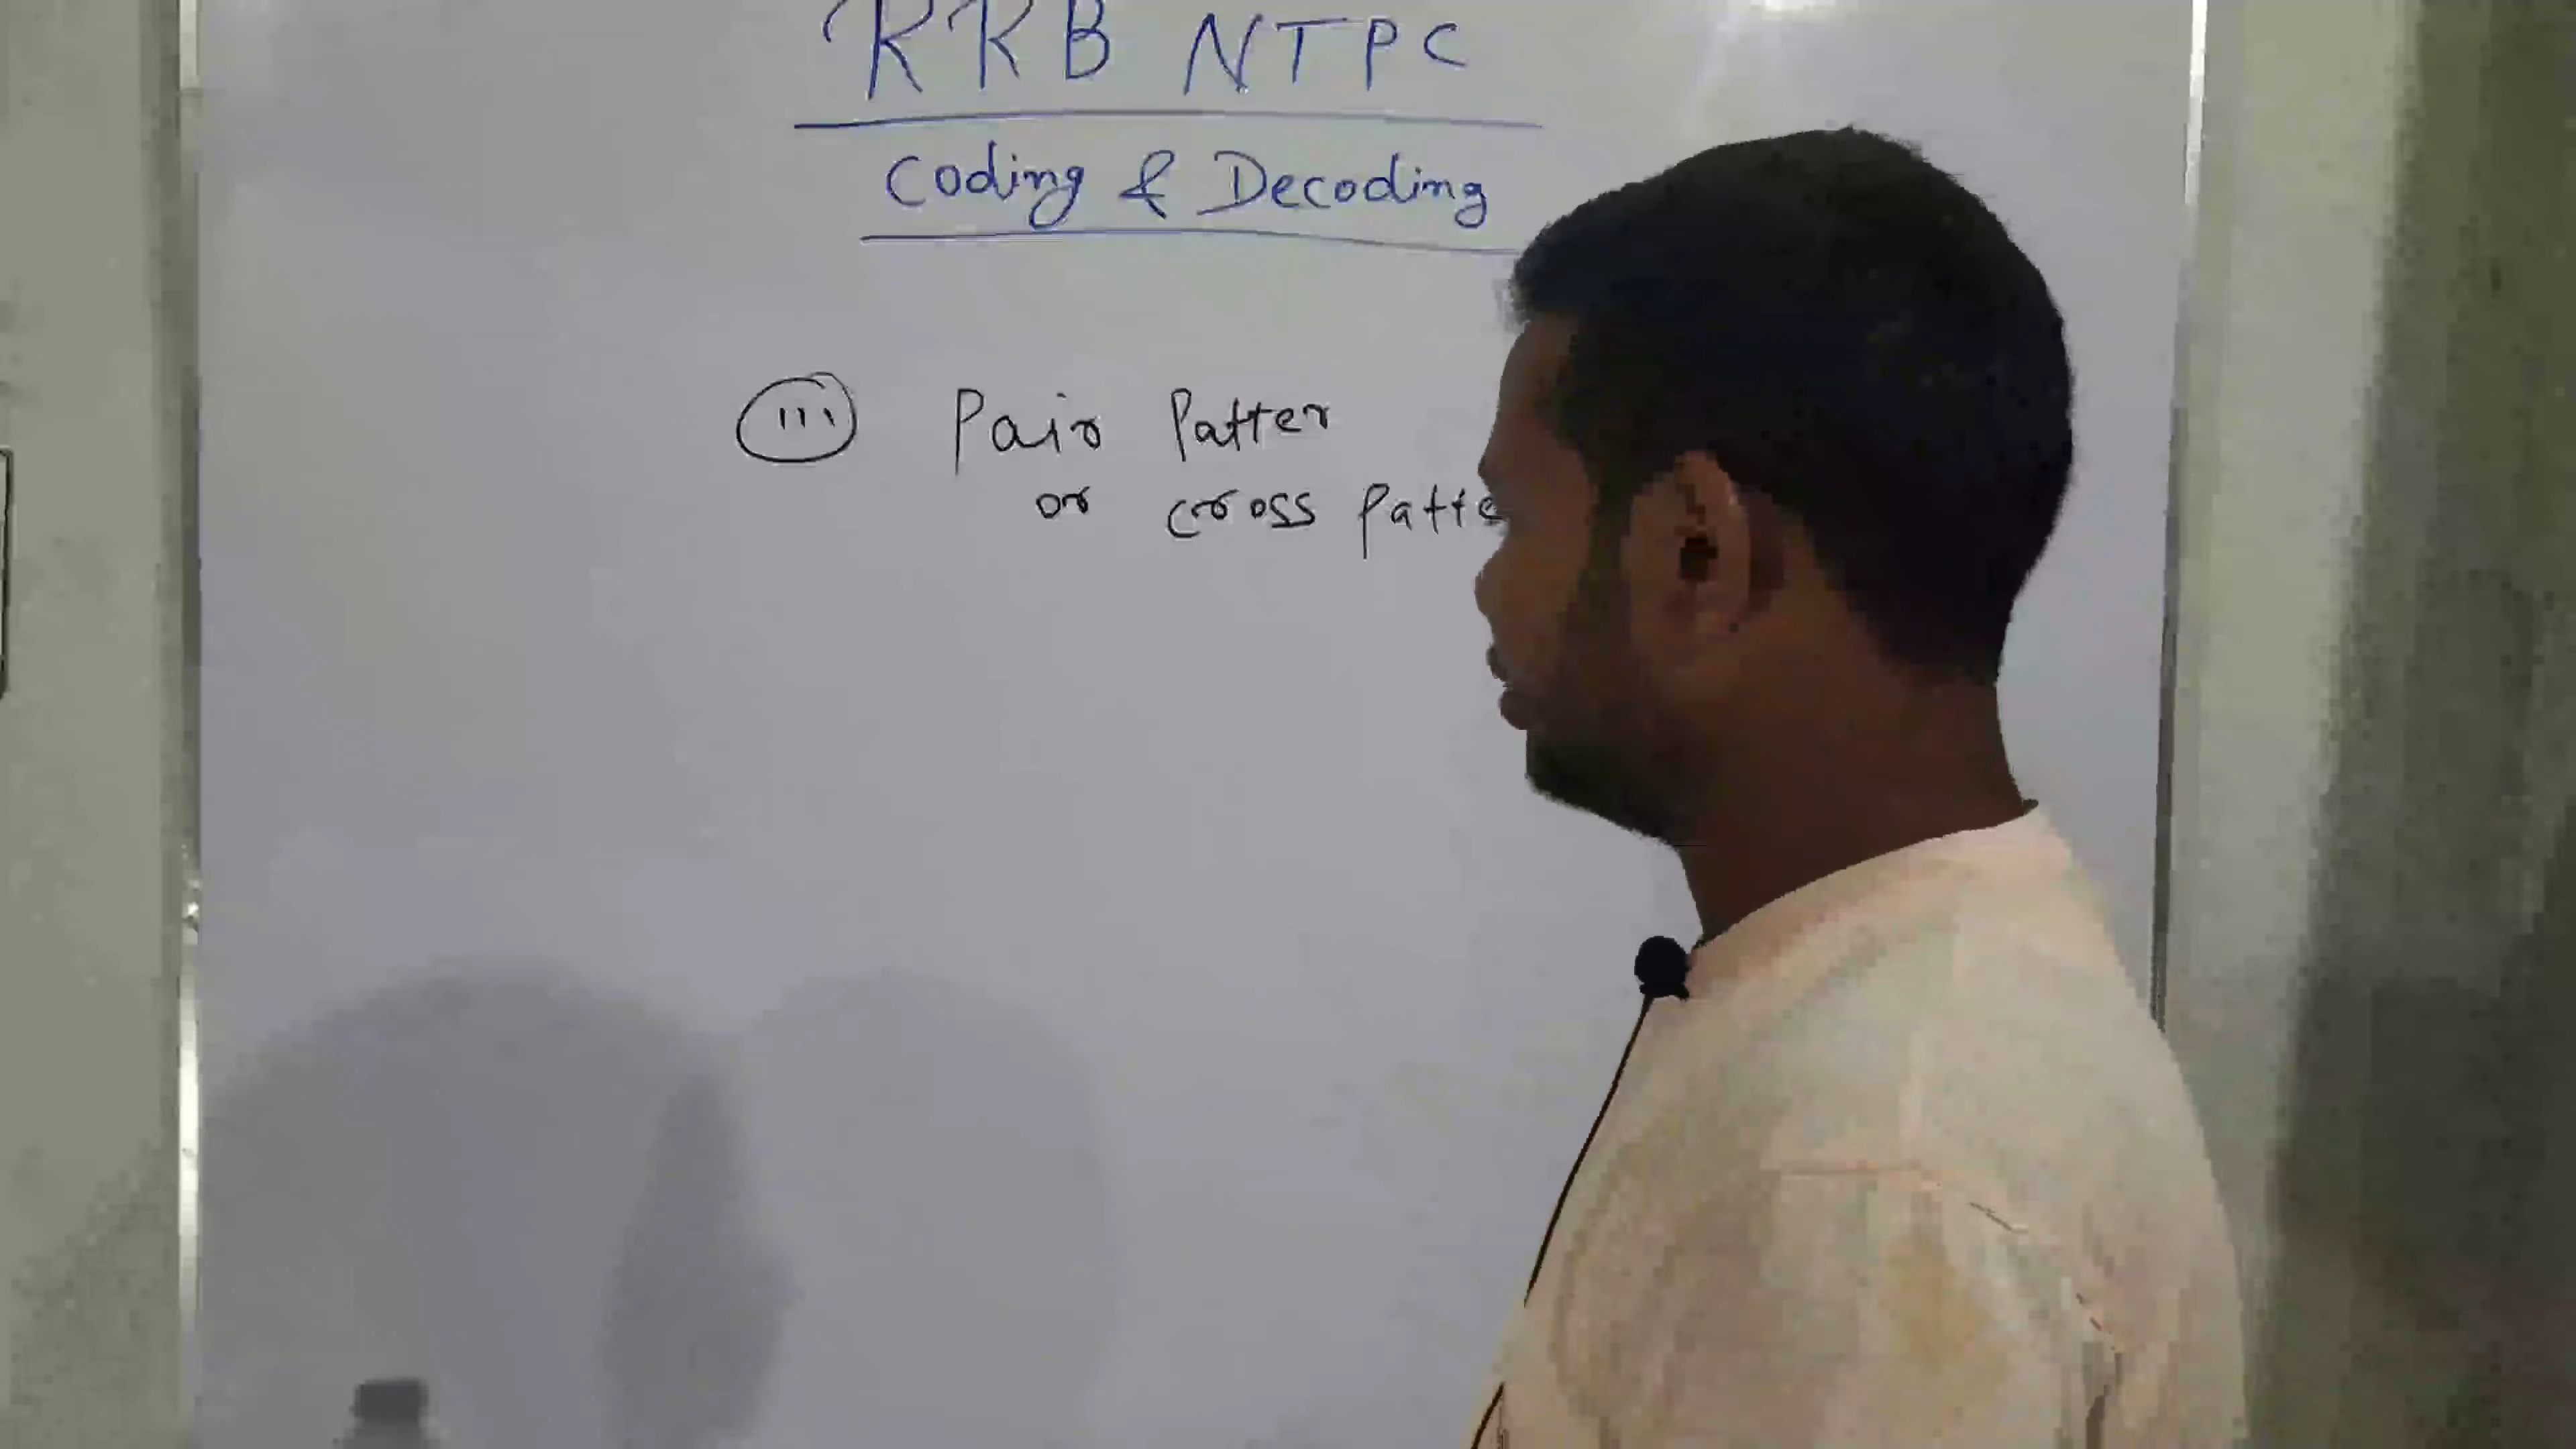 RRB NTPC
Coding & Decoding
(iii) Pair Patter
or cross Patte